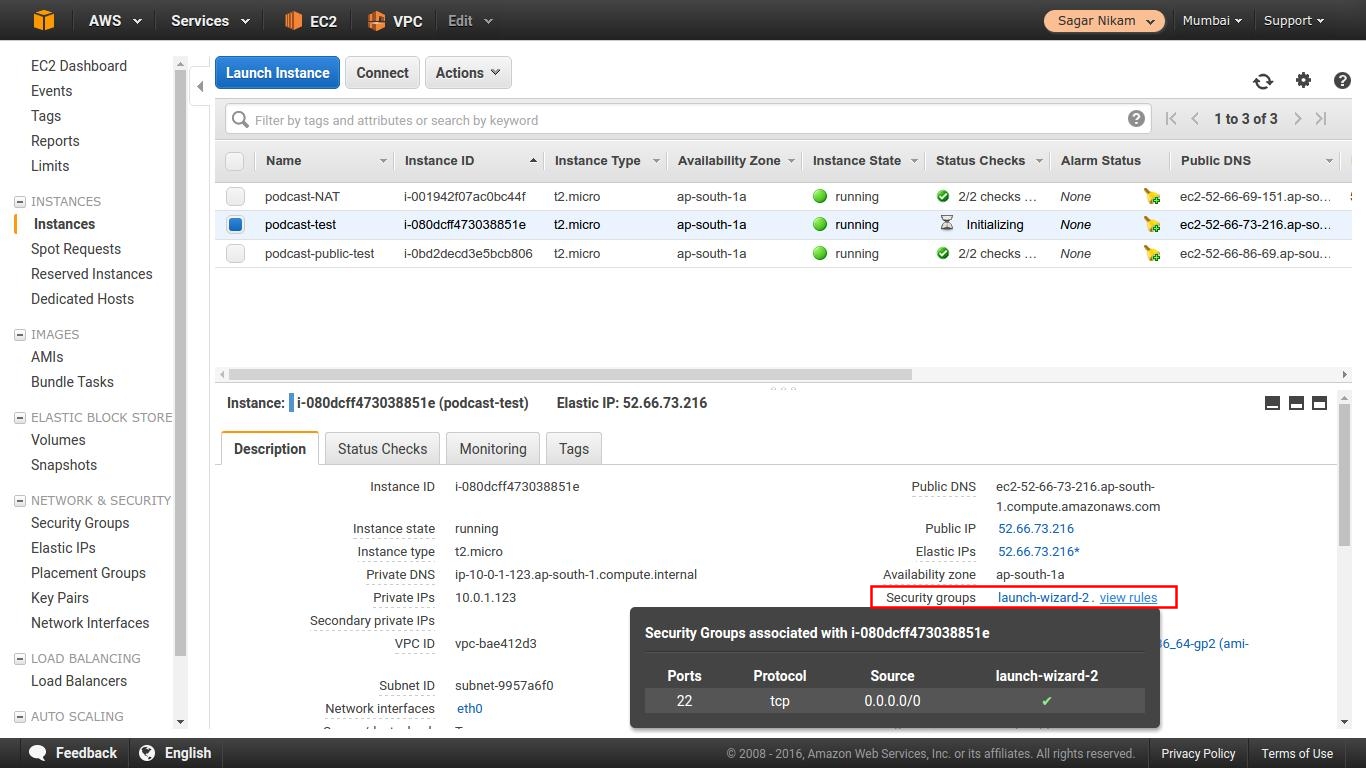 AWS Services EC2 VPC Edit Sagar Nikam Mumbai Support
EC2 Dashboard
Events
Tags
Reports
Limits
INSTANCES
Instances
Spot Requests
Reserved Instances
Dedicated Hosts
IMAGES
AMIs
Bundle Tasks
ELASTIC BLOCK STORE
Volumes
Snapshots
NETWORK & SECURITY
Security Groups
Elastic IPs
Placement Groups
Key Pairs
Network Interfaces
LOAD BALANCING
Load Balancers
AUTO SCALING
Launch Instance Connect Actions
Filter by tags and attributes or search by keyword 1 to 3 of 3
Name Instance ID Instance Type Availability Zone Instance State Status Checks Alarm Status Public DNS
podcast-NAT i-001942f07ac0bc44f t2.micro ap-south-1a running 2/2 checks ... None ec2-52-66-69-151.ap-so...
podcast-test i-080dcff473038851e t2.micro ap-south-1a running Initializing None ec2-52-66-73-216.ap-so...
podcast-public-test i-0bd2decd3e5bcb806 t2.micro ap-south-1a running 2/2 checks ... None ec2-52-66-86-69.ap-sou...
Instance: i-080dcff473038851e (podcast-test) Elastic IP: 52.66.73.216
Description Status Checks Monitoring Tags
Instance ID i-080dcff473038851e
Instance state running
Instance type t2.micro
Private DNS ip-10-0-1-123.ap-south-1.compute.internal
Private IPs 10.0.1.123
Secondary private IPs
VPC ID vpc-bae412d3
Subnet ID subnet-9957a6f0
Network interfaces eth0
Public DNS ec2-52-66-73-216.ap-south-
1.compute.amazonaws.com
Public IP 52.66.73.216
Elastic IPs 52.66.73.216*
Availability zone ap-south-1a
Security groups launch-wizard-2 . view rules
36_64-gp2 (ami-
Security Groups associated with i-080dcff473038851e
Ports Protocol Source launch-wizard-2
22 tcp 0.0.0.0/0 ✔
Feedback English © 2008 - 2016, Amazon Web Services, Inc. or its affiliates. All rights reserved. Privacy Policy Terms of Use